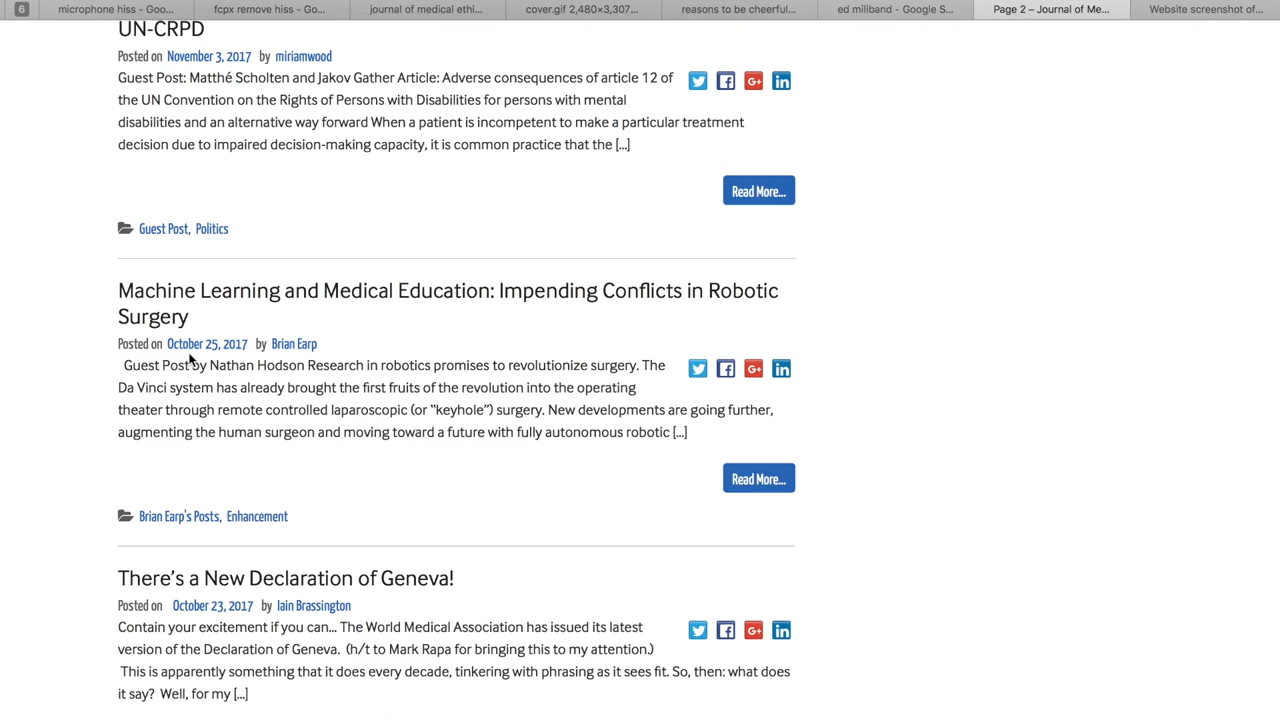 6 microphone hiss - Goo... fcpx remove hiss - Go... journal of medical ethi... cover.gif 2,480×3,307... reasons to be cheerful... ed miliband - Google S... Page 2 – Journal of Me... Website screenshot of...
UN-CRPD
Posted on November 3, 2017 by miriamwood
Guest Post: Matthé Scholten and Jakov Gather Article: Adverse consequences of article 12 of
the UN Convention on the Rights of Persons with Disabilities for persons with mental
disabilities and an alternative way forward When a patient is incompetent to make a particular treatment
decision due to impaired decision-making capacity, it is common practice that the [...]
Read More...
Guest Post, Politics
Machine Learning and Medical Education: Impending Conflicts in Robotic
Surgery
Posted on October 25, 2017 by Brian Earp
Guest Post by Nathan Hodson Research in robotics promises to revolutionize surgery. The
Da Vinci system has already brought the first fruits of the revolution into the operating
theater through remote controlled laparoscopic (or “keyhole”) surgery. New developments are going further,
augmenting the human surgeon and moving toward a future with fully autonomous robotic [...]
Read More...
Brian Earp's Posts, Enhancement
There’s a New Declaration of Geneva!
Posted on October 23, 2017 by Iain Brassington
Contain your excitement if you can... The World Medical Association has issued its latest
version of the Declaration of Geneva. (h/t to Mark Rapa for bringing this to my attention.)
This is apparently something that it does every decade, tinkering with phrasing as it sees fit. So, then: what does
it say? Well, for my [...]